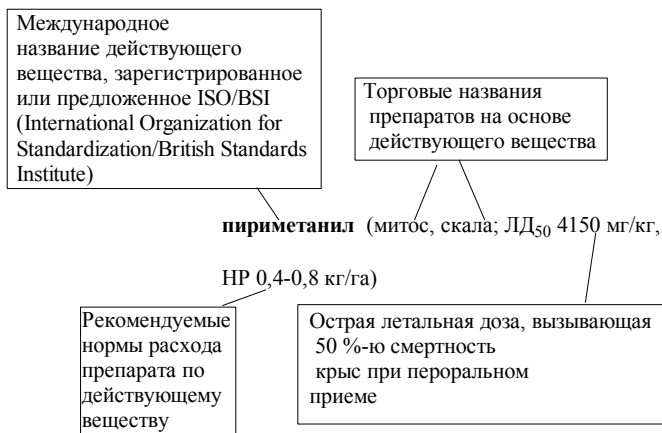 Международное
название действующего
вещества, зарегистрированное
или предложенное ISO/BSI
(International Organization for
Standardization/British Standards
Institute)
Торговые названия
препаратов на основе
действующего вещества
пириметанил (митос, скала; ЛД50 4150 мг/кг,
НР 0,4-0,8 кг/га)
Рекомендуемые
нормы расхода
препарата по
действующему
веществу
Острая летальная доза, вызывающая
50 %-ю смертность
крыс при пероральном
приеме